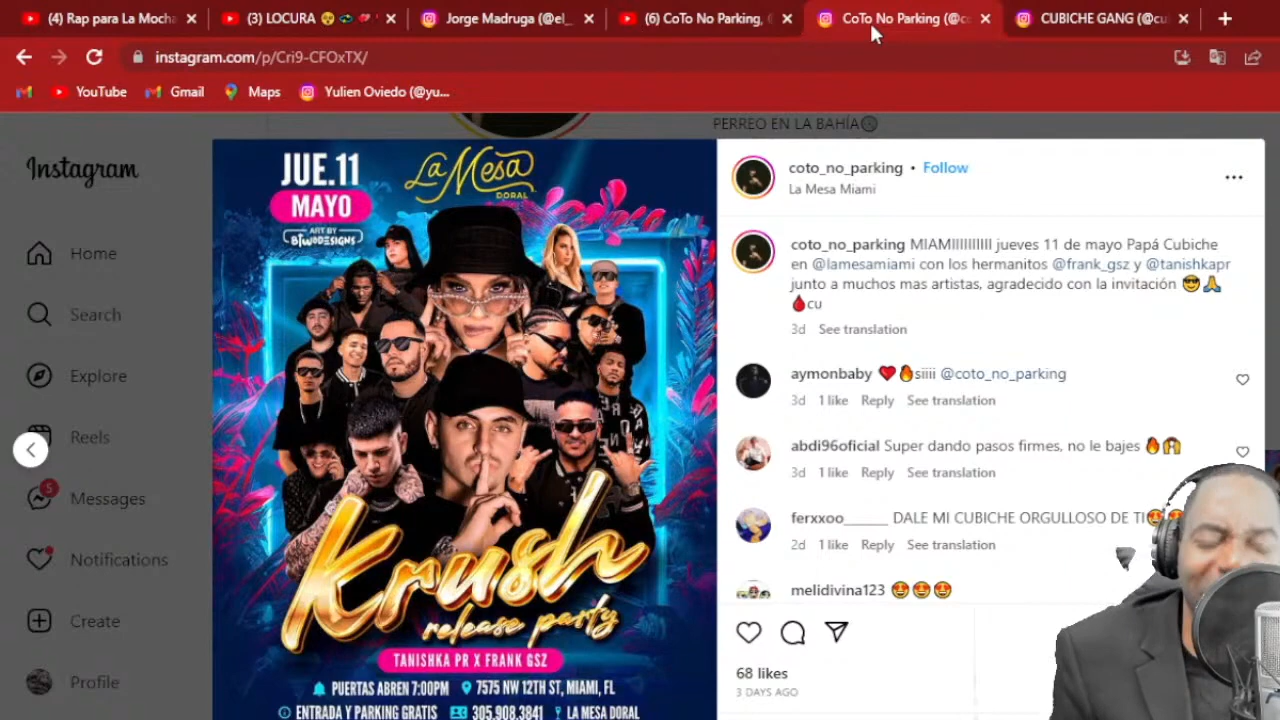 (4) Rap para La Mocha
(3) LOCURA
Jorge Madruga (@el_
(6) CoTo No Parking,
CoTo No Parking (@co
CUBICHE GANG (@cu
instagram.com/p/Cri9-CFOxTX/
YouTube
Gmail
Maps
Yulien Oviedo (@yu...
PERREO EN LA BAHÍA
Instagram
Home
Search
Explore
Reels
5
Messages
Notifications
Create
Profile
JUE.11
MAYO
ART BY
BTWODESIGNS
La Mesa
DORAL
Krush
release party
TANISHKA PR X FRANK GSZ
PUERTAS ABREN 7:00PM 7575 NW 12TH ST, MIAMI, FL
ENTRADA Y PARKING GRATIS 305.908.3841 LA MESA DORAL
coto_no_parking • Follow
La Mesa Miami
coto_no_parking MIAMIIIIIIIIII jueves 11 de mayo Papá Cubiche
en @lamesamiami con los hermanitos @frank_gsz y @tanishkapr
junto a muchos mas artistas, agradecido con la invitación 😎🙏
🩸cu
3d See translation
aymonbaby ❤️🔥siiii @coto_no_parking
3d 1 like Reply See translation
abdi96oficial Super dando pasos firmes, no le bajes 🔥🙌
3d 1 like Reply See translation
ferxxoo______ DALE MI CUBICHE ORGULLOSO DE TI😍😍
2d 1 like Reply See translation
melidivina123 😍😍😍
68 likes
3 DAYS AGO